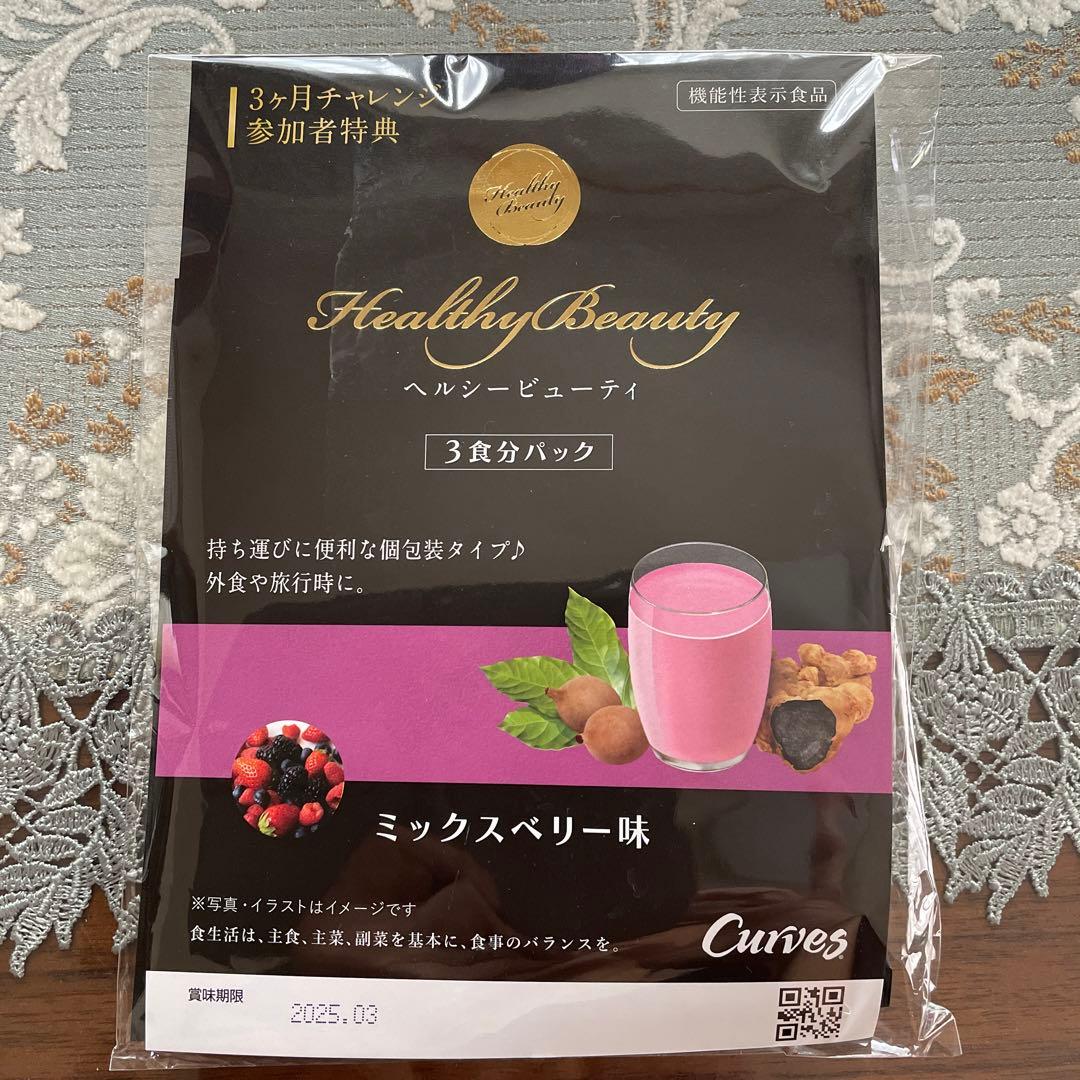 3ヶ月チャレンジ
参加者特典
機能性表示食品
Healthy
Beauty
Healthy Beauty
ヘルシービューティ
3食分パック
持ち運びに便利な個包装タイプ♪
外食や旅行時に。
ミックスベリー味
※写真・イラストはイメージです
食生活は、主食、主菜、副菜を基本に、食事のバランスを。
Curves
賞味期限
2025.03